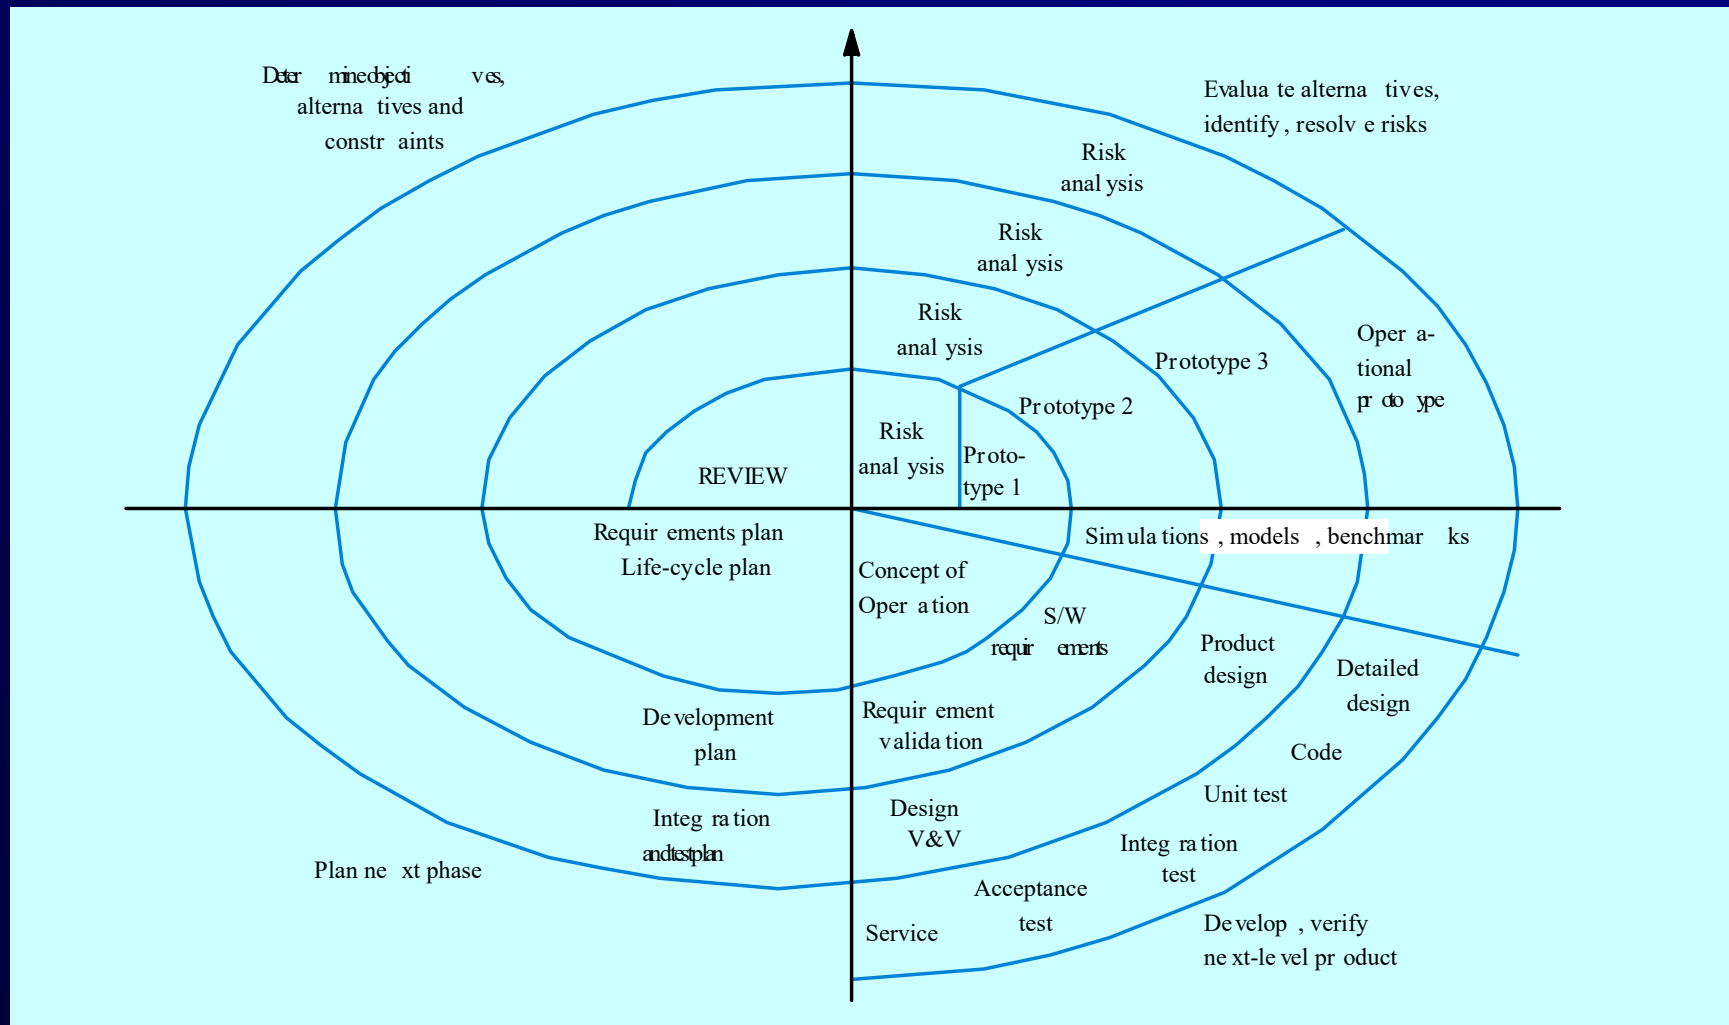 Determine objectives,
alternatives and
constraints
Evaluate alternatives,
identify, resolve risks
Risk
analysis
Risk
analysis
Risk
analysis
Risk
analysis
REVIEW
Proto-
type 1
Prototype 2
Prototype 3
Opera-
tional
prototype
Requirements plan
Life-cycle plan
Simulations, models, benchmarks
Concept of
Operation
S/W
requirements
Product
design
Detailed
design
Development
plan
Requirement
validation
Code
Unit test
Integration
and test plan
Design
V&V
Integration
test
Plan next phase
Acceptance
test
Service
Develop, verify
next-level product